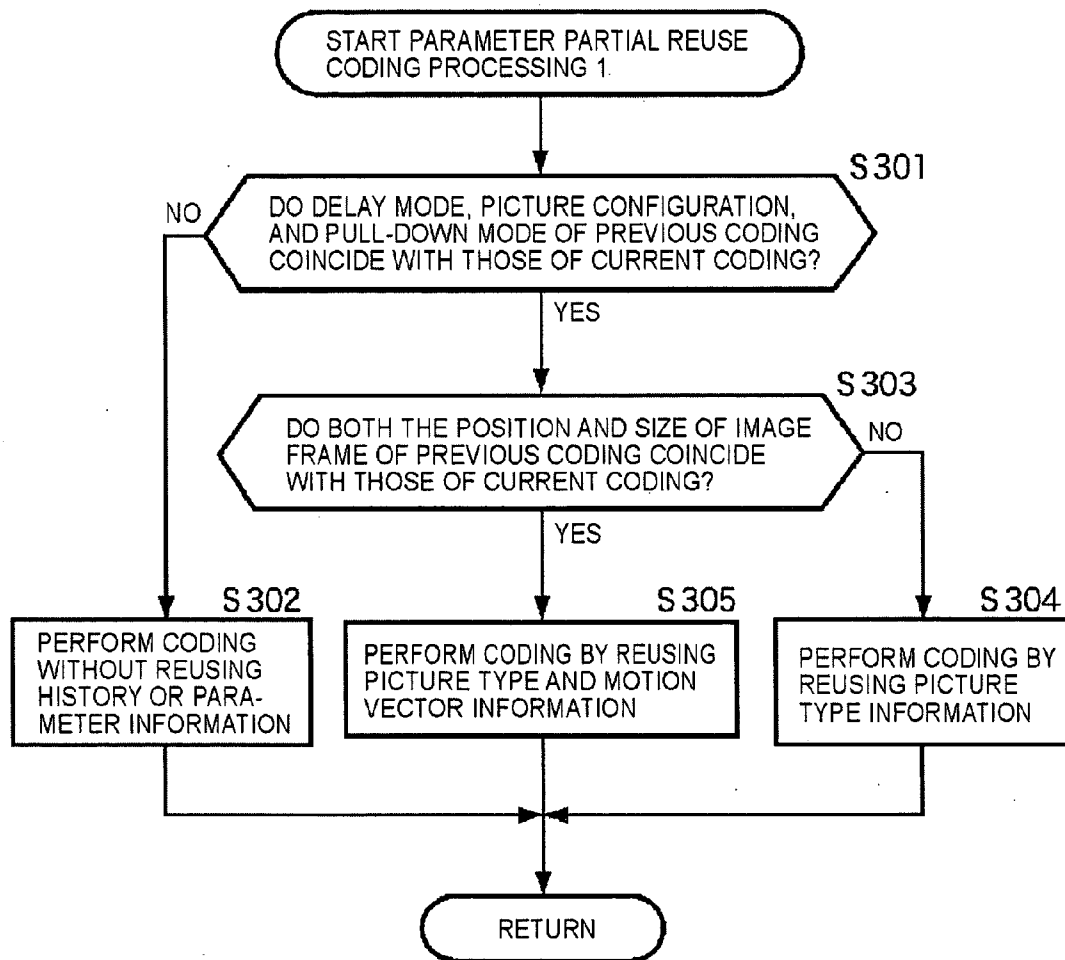 START PARAMETER PARTIAL REUSE
CODING PROCESSING 1
S301
NO
DO DELAY MODE, PICTURE CONFIGURATION,
AND PULL-DOWN MODE OF PREVIOUS CODING
COINCIDE WITH THOSE OF CURRENT CODING?
YES
S303
DO BOTH THE POSITION AND SIZE OF IMAGE
FRAME OF PREVIOUS CODING COINCIDE
WITH THOSE OF CURRENT CODING?
NO
YES
S302
PERFORM CODING
WITHOUT REUSING
HISTORY OR PARA-
METER INFORMATION
S305
PERFORM CODING BY REUSING
PICTURE TYPE AND MOTION
VECTOR INFORMATION
S304
PERFORM CODING BY
REUSING PICTURE
TYPE INFORMATION
RETURN